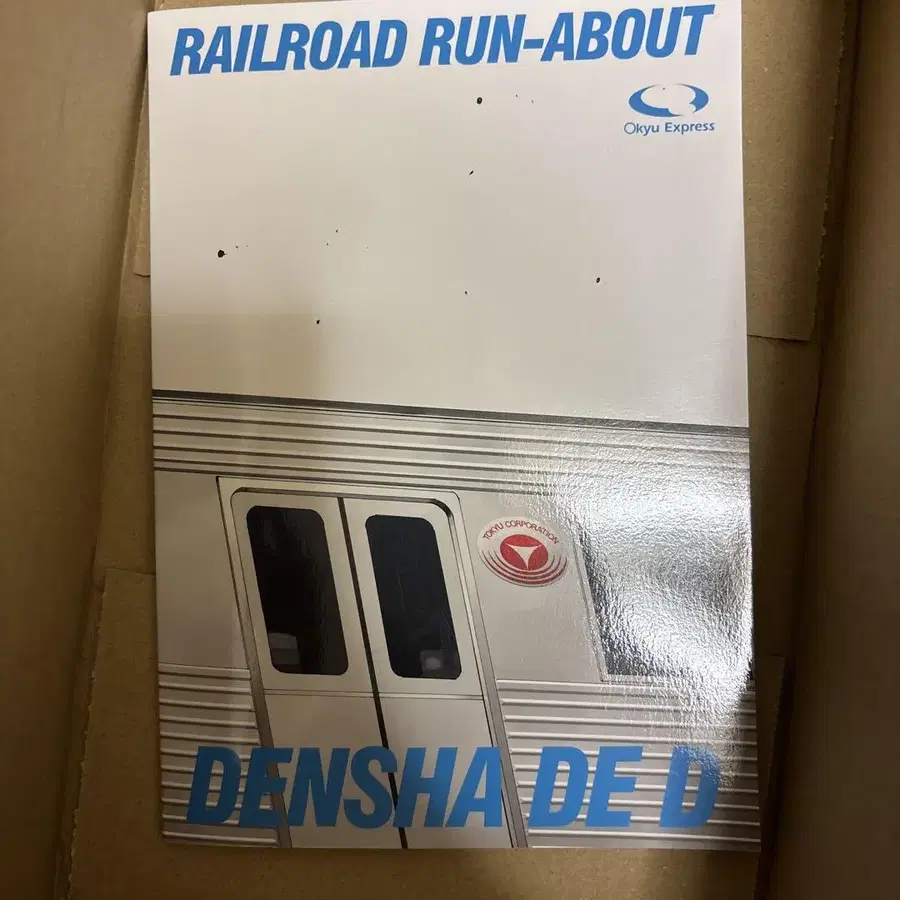 RAILROAD RUN-ABOUT
Okyu Express
TOKYU CORPORATION
DENSHA DE D